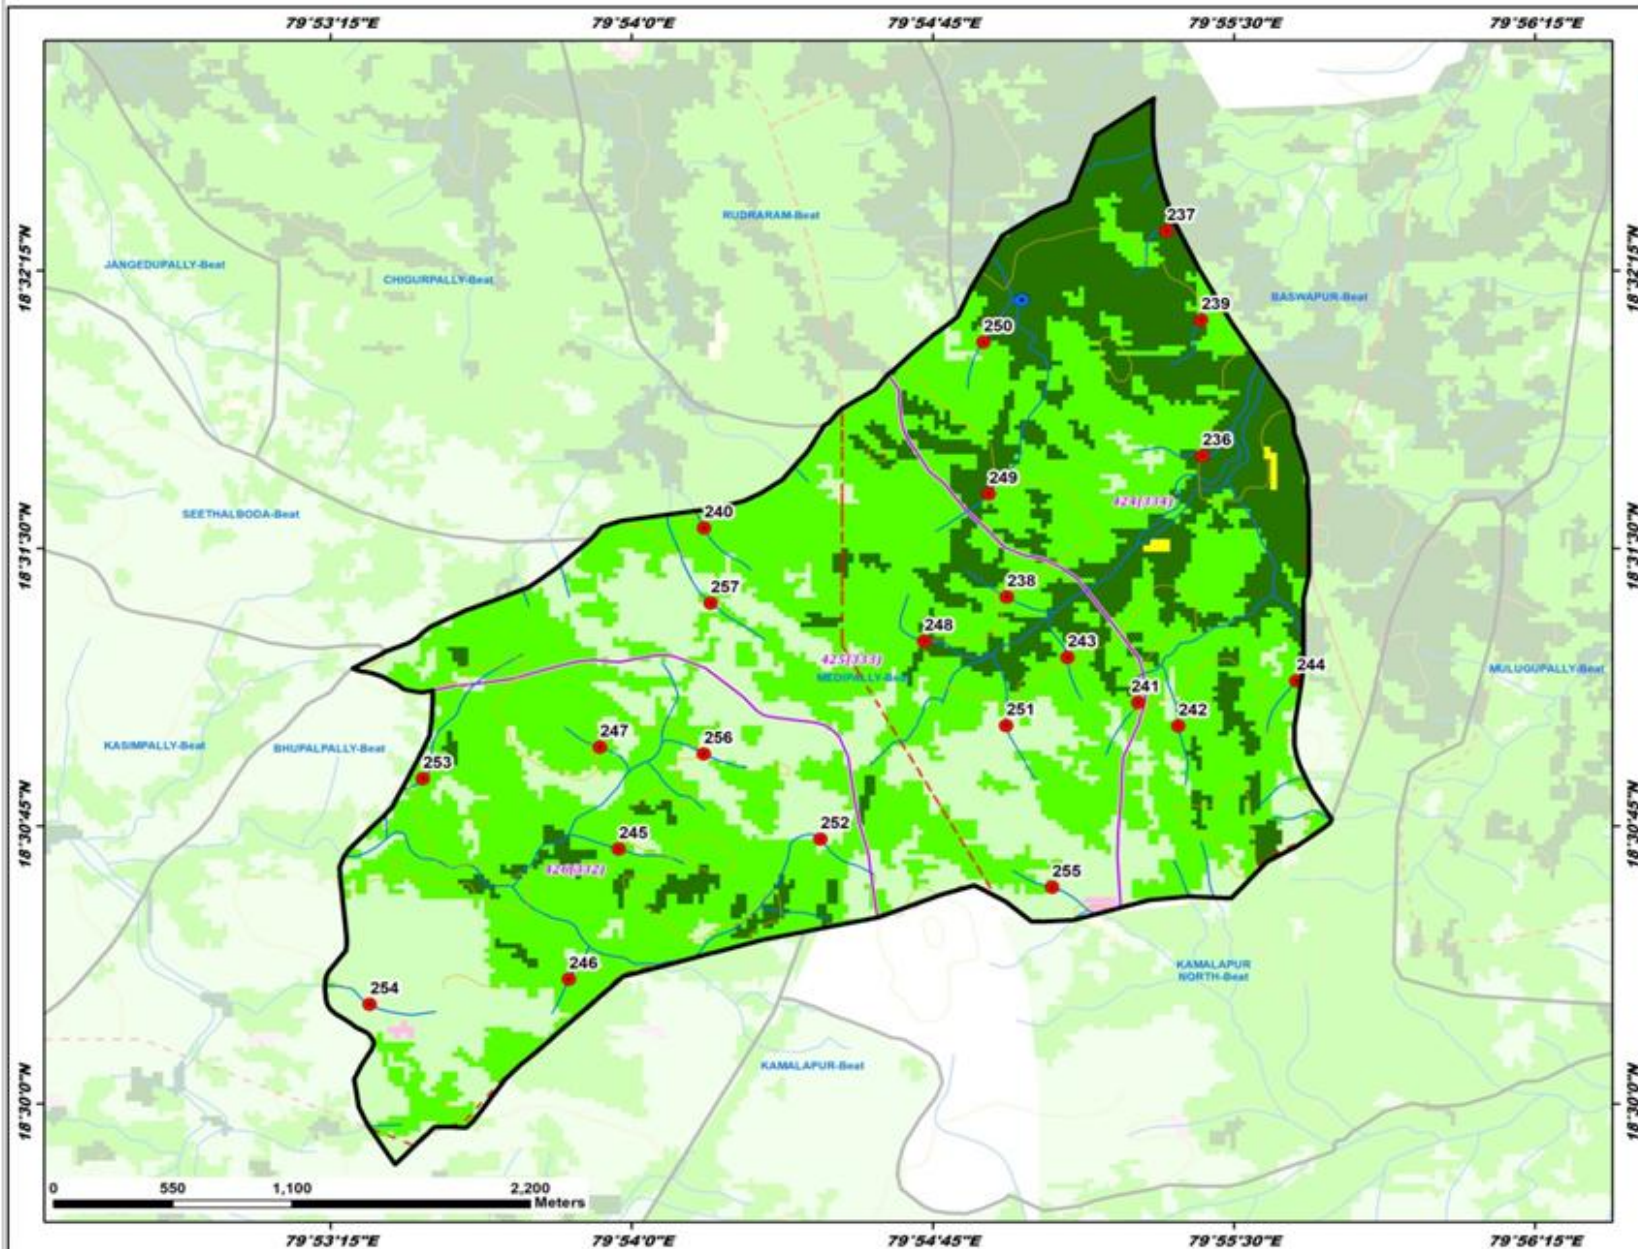 79°53'15"E 79°54'0"E 79°54'45"E 79°55'30"E 79°56'15"E
237
RUDRARAM-Beat
18°32'15"N
18°32'15"N
JANGEDUPALLY-Beat
CHIGURPALLY-Beat
BASWAPUR-Beat
239
250
236
249
424(334)
SEETHALBODA-Beat
240
18°31'30"N
18°31'30"N
238
257
248
243
425(333)
MEDIPALLY-Beat
244
MULUGUPALLY-Beat
241
251
242
247
256
KASIMPALLY-Beat
BHUPALPALLY-Beat
253
18°30'45"N
18°30'45"N
252
245
426(332)
255
246
KAMALAPUR
NORTH-Beat
254
KAMALAPUR-Beat
18°30'0"N
18°30'0"N
0 550 1,100 2,200
Meters
79°53'15"E 79°54'0"E 79°54'45"E 79°55'30"E 79°56'15"E